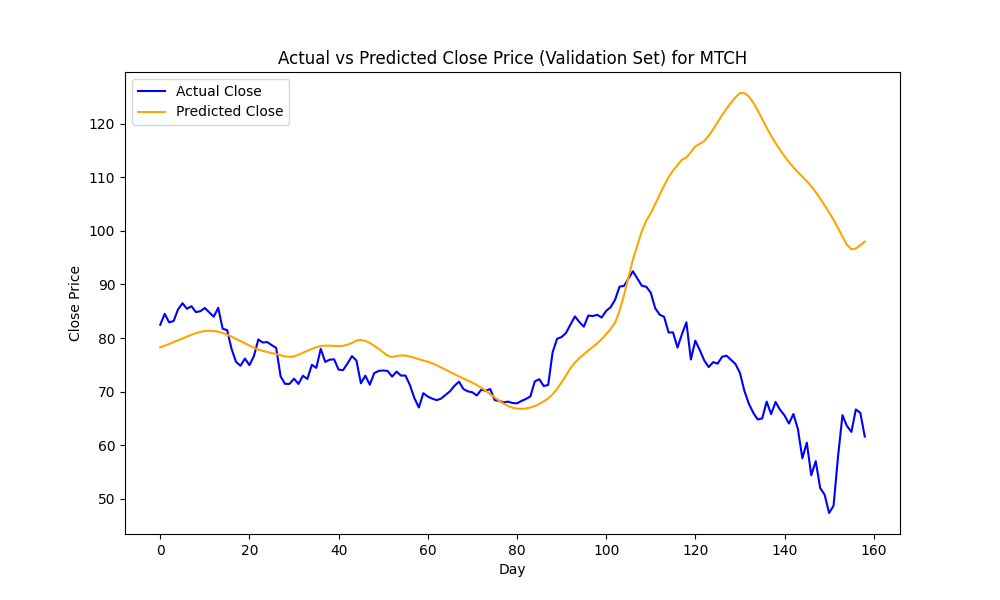 Actual vs Predicted Close Price (Validation Set) for MTCH
Actual Close
Predicted Close
Close Price
120
110
100
90
80
70
60
50
0 20 40 60 80 100 120 140 160
Day